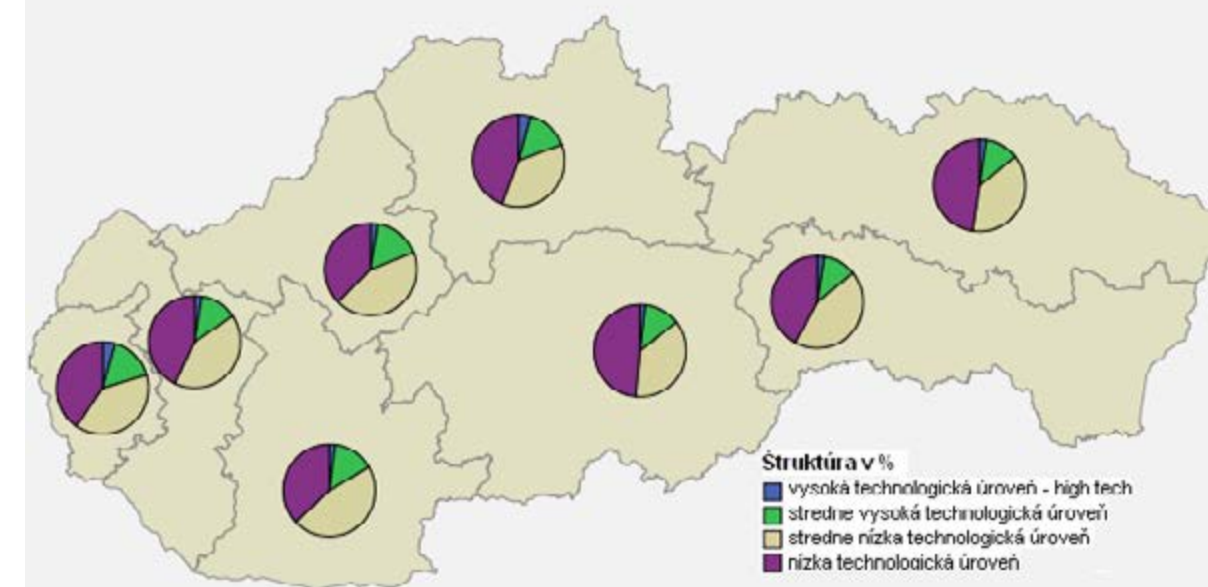 Štruktúra v %
vysoká technologická úroveň - high tech
stredne vysoká technologická úroveň
stredne nízka technologická úroveň
nízka technologická úroveň